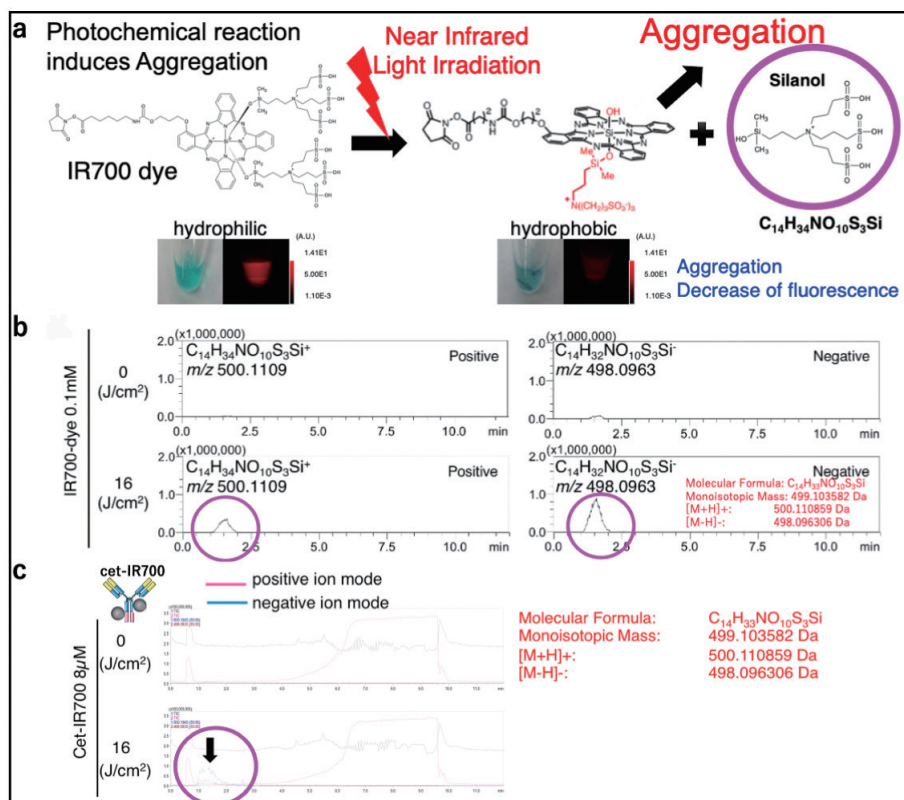 a
Photochemical reaction
induces Aggregation
Near Infrared
Light Irradiation
Aggregation
Silanol
IR700 dye
C₁₄H₃₄NO₁₀S₃Si
hydrophilic
(A.U.)
1.41E1
5.00E1
1.10E-3
hydrophobic
(A.U.)
1.41E1
5.00E1
1.10E-3
Aggregation
Decrease of fluorescence
b
IR700-dye 0.1mM
0
(J/cm²)
(x1,000,000)
C₁₄H₃₄NO₁₀S₃Si⁺
m/z 500.1109
Positive
2.0
1.0
0.0
0.0 2.5 5.0 7.5 10.0 min
(x1,000,000)
C₁₄H₃₂NO₁₀S₃Si⁻
m/z 498.0963
Negative
2.0
1.0
0.0
0.0 2.5 5.0 7.5 10.0 min
16
(J/cm²)
(x1,000,000)
C₁₄H₃₄NO₁₀S₃Si⁺
m/z 500.1109
Positive
2.0
1.0
0.0
0.0 2.5 5.0 7.5 10.0 min
(x1,000,000)
C₁₄H₃₂NO₁₀S₃Si⁻
m/z 498.0963
Negative
Molecular Formula: C₁₄H₃₃NO₁₀S₃Si
Monoisotopic Mass: 499.103582 Da
[M+H]+: 500.110859 Da
[M-H]-: 498.096306 Da
2.0
1.0
0.0
0.0 2.5 5.0 7.5 10.0 min
c
cet-IR700
positive ion mode
negative ion mode
Cet-IR700 8μM
0
(J/cm²)
16
(J/cm²)
Molecular Formula: C₁₄H₃₃NO₁₀S₃Si
Monoisotopic Mass: 499.103582 Da
[M+H]+: 500.110859 Da
[M-H]-: 498.096306 Da